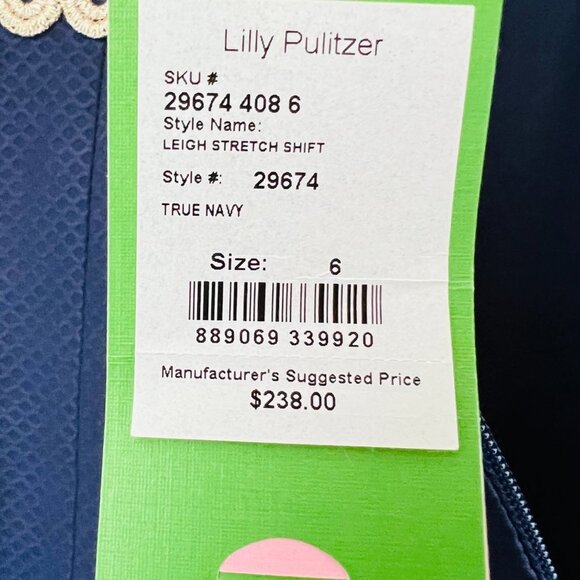 Lilly Pulitzer
SKU #
29674 408 6
Style Name:
LEIGH STRETCH SHIFT
Style #: 29674
TRUE NAVY
Size: 6
889069 339920
Manufacturer's Suggested Price
$238.00